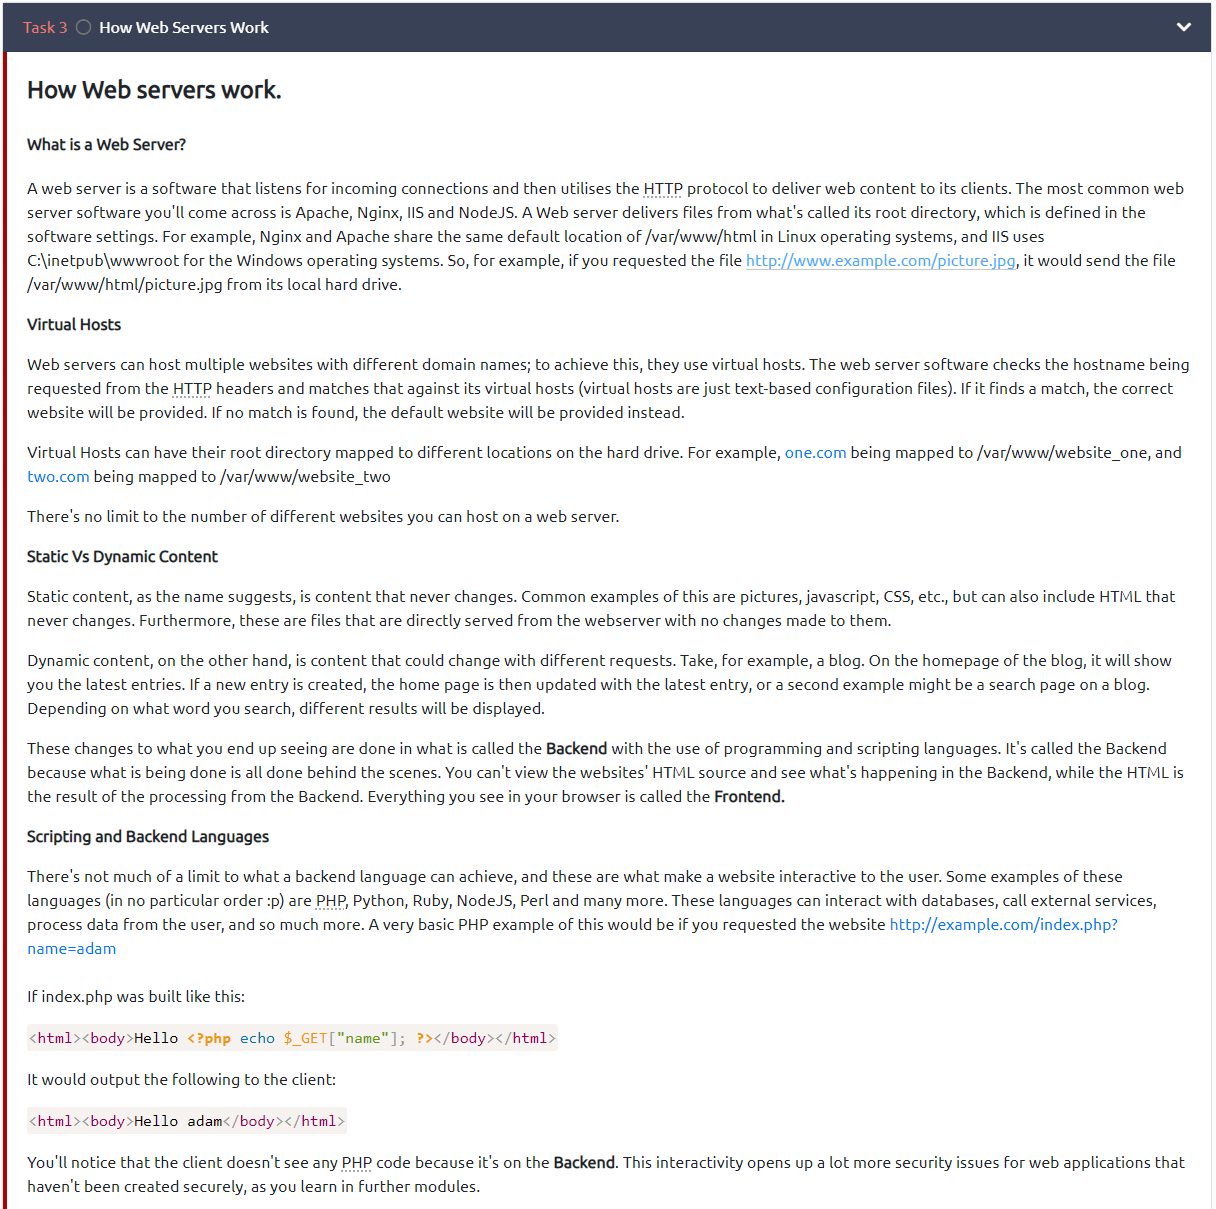 Task 3 How Web Servers Work
How Web servers work.
What is a Web Server?
A web server is a software that listens for incoming connections and then utilises the HTTP protocol to deliver web content to its clients. The most common web
server software you'll come across is Apache, Nginx, IIS and NodeJS. A Web server delivers files from what's called its root directory, which is defined in the
software settings. For example, Nginx and Apache share the same default location of /var/www/html in Linux operating systems, and IIS uses
C:\inetpub\wwwroot for the Windows operating systems. So, for example, if you requested the file http://www.example.com/picture.jpg, it would send the file
/var/www/html/picture.jpg from its local hard drive.
Virtual Hosts
Web servers can host multiple websites with different domain names; to achieve this, they use virtual hosts. The web server software checks the hostname being
requested from the HTTP headers and matches that against its virtual hosts (virtual hosts are just text-based configuration files). If it finds a match, the correct
website will be provided. If no match is found, the default website will be provided instead.
Virtual Hosts can have their root directory mapped to different locations on the hard drive. For example, one.com being mapped to /var/www/website_one, and
two.com being mapped to /var/www/website_two
There's no limit to the number of different websites you can host on a web server.
Static Vs Dynamic Content
Static content, as the name suggests, is content that never changes. Common examples of this are pictures, javascript, CSS, etc., but can also include HTML that
never changes. Furthermore, these are files that are directly served from the webserver with no changes made to them.
Dynamic content, on the other hand, is content that could change with different requests. Take, for example, a blog. On the homepage of the blog, it will show
you the latest entries. If a new entry is created, the home page is then updated with the latest entry, or a second example might be a search page on a blog.
Depending on what word you search, different results will be displayed.
These changes to what you end up seeing are done in what is called the Backend with the use of programming and scripting languages. It's called the Backend
because what is being done is all done behind the scenes. You can't view the websites' HTML source and see what's happening in the Backend, while the HTML is
the result of the processing from the Backend. Everything you see in your browser is called the Frontend.
Scripting and Backend Languages
There's not much of a limit to what a backend language can achieve, and these are what make a website interactive to the user. Some examples of these
languages (in no particular order :p) are PHP, Python, Ruby, NodeJS, Perl and many more. These languages can interact with databases, call external services,
process data from the user, and so much more. A very basic PHP example of this would be if you requested the website http://example.com/index.php?
name=adam
If index.php was built like this:
<html><body>Hello <?php echo $_GET["name"]; ?></body></html>
It would output the following to the client:
<html><body>Hello adam</body></html>
You'll notice that the client doesn't see any PHP code because it's on the Backend. This interactivity opens up a lot more security issues for web applications that
haven't been created securely, as you learn in further modules.